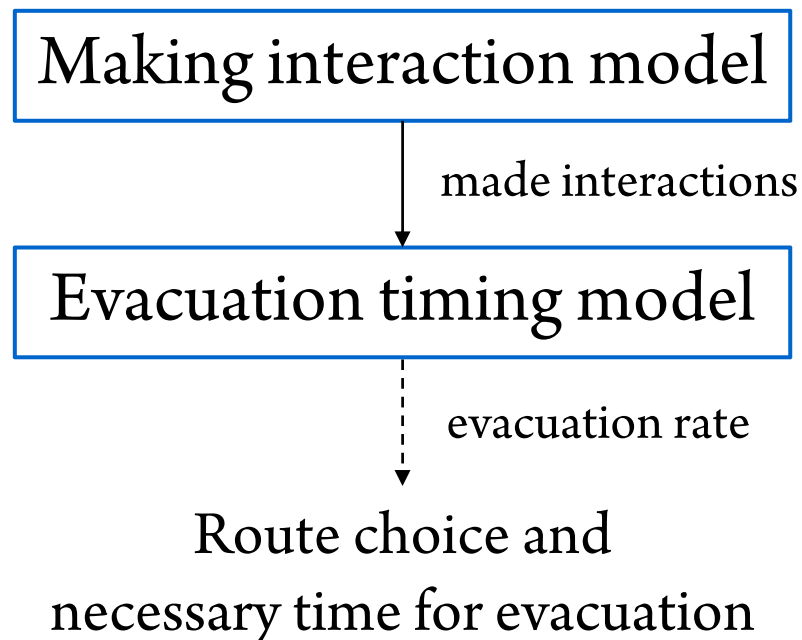 Making interaction model
made interactions
Evacuation timing model
evacuation rate
Route choice and
necessary time for evacuation